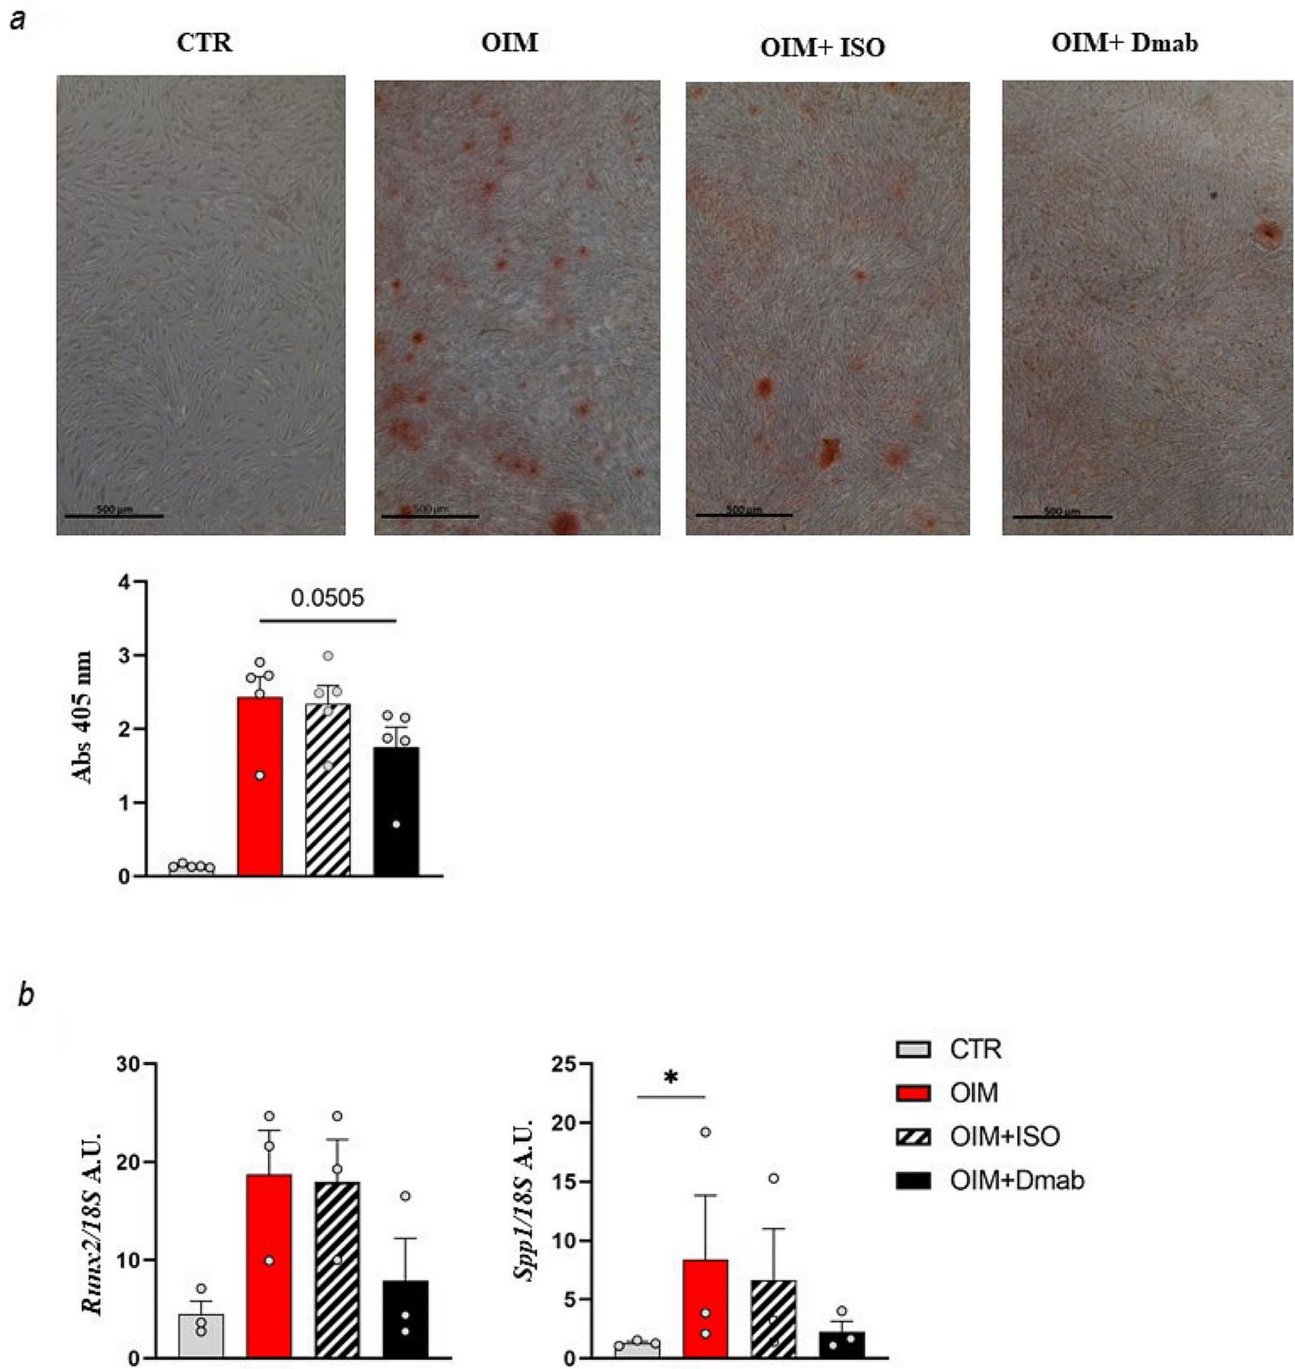 a
CTR
OIM
OIM+ ISO
OIM+ Dmab
500 µm
500 µm
500 µm
500 µm
4
3
2
1
0
Abs 405 nm
0.0505
b
30
20
10
0
Runx2/18S A.U.
25
20
15
10
5
0
Spp1/18S A.U.
*
CTR
OIM
OIM+ISO
OIM+Dmab